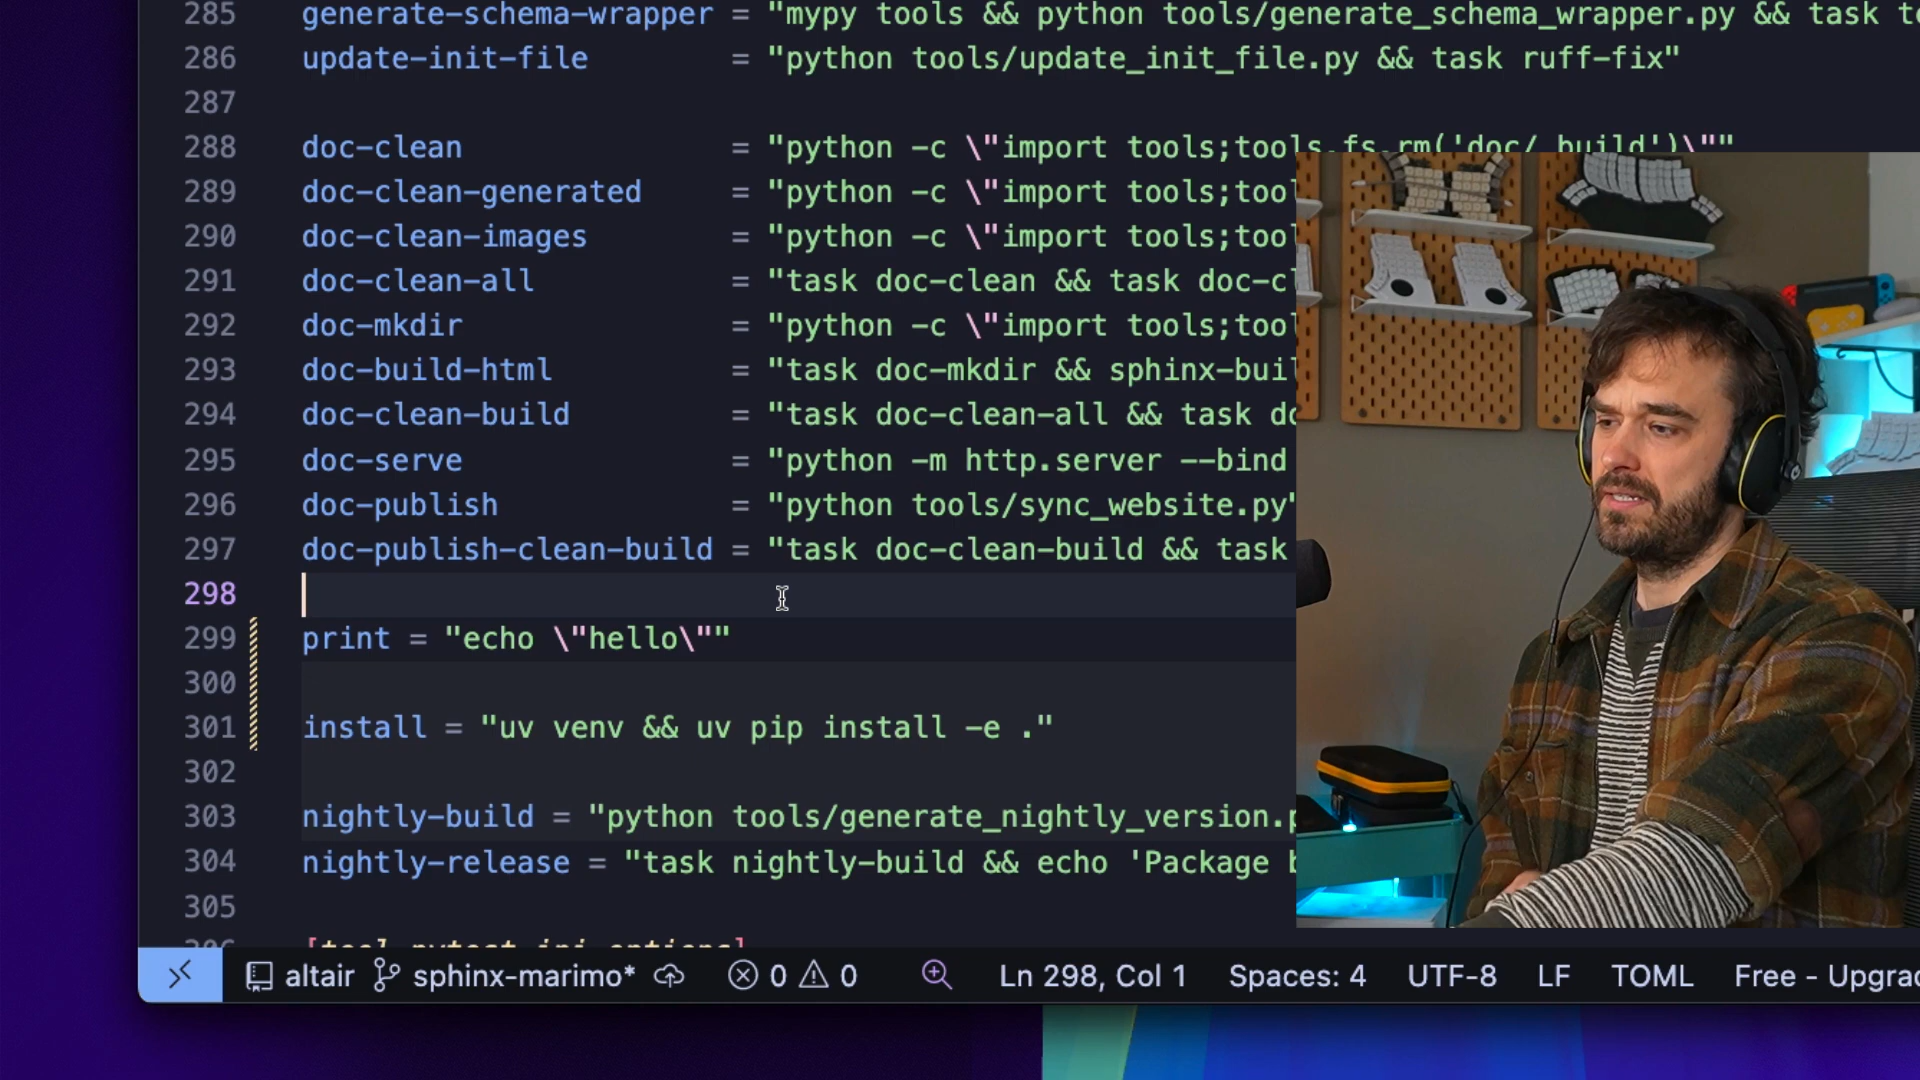 285 generate-schema-wrapper = "mypy tools && python tools/generate_schema_wrapper.py && task
286 update-init-file = "python tools/update_init_file.py && task ruff-fix"
287
288 doc-clean = "python -c \"import tools;tools.fs.rm('doc/_build')\""
289 doc-clean-generated = "python -c \"import tools;tool
290 doc-clean-images = "python -c \"import tools;tool
291 doc-clean-all = "task doc-clean && task doc-cl
292 doc-mkdir = "python -c \"import tools;tool
293 doc-build-html = "task doc-mkdir && sphinx-buil
294 doc-clean-build = "task doc-clean-all && task do
295 doc-serve = "python -m http.server --bind
296 doc-publish = "python tools/sync_website.py"
297 doc-publish-clean-build = "task doc-clean-build && task
298
299 print = "echo \"hello\""
300
301 install = "uv venv && uv pip install -e ."
302
303 nightly-build = "python tools/generate_nightly_version.p
304 nightly-release = "task nightly-build && echo 'Package b
305
306 [tool.pytest.ini_options]
altair sphinx-marimo* 0 0 Ln 298, Col 1 Spaces: 4 UTF-8 LF TOML Free - Upgrad